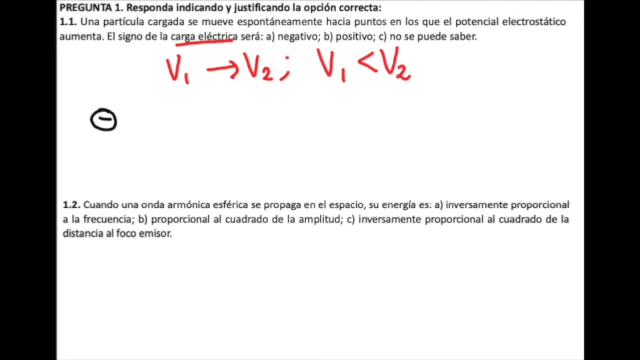 PREGUNTA 1. Responda indicando y justificando la opción correcta:
1.1. Una partícula cargada se mueve espontáneamente hacia puntos en los que el potencial electrostático
aumenta. El signo de la carga eléctrica será: a) negativo; b) positivo; c) no se puede saber.
V₁ → V₂ ; V₁ < V₂
⊖
1.2. Cuando una onda armónica esférica se propaga en el espacio, su energía es: a) inversamente proporcional
a la frecuencia; b) proporcional al cuadrado de la amplitud; c) inversamente proporcional al cuadrado de la
distancia al foco emisor.